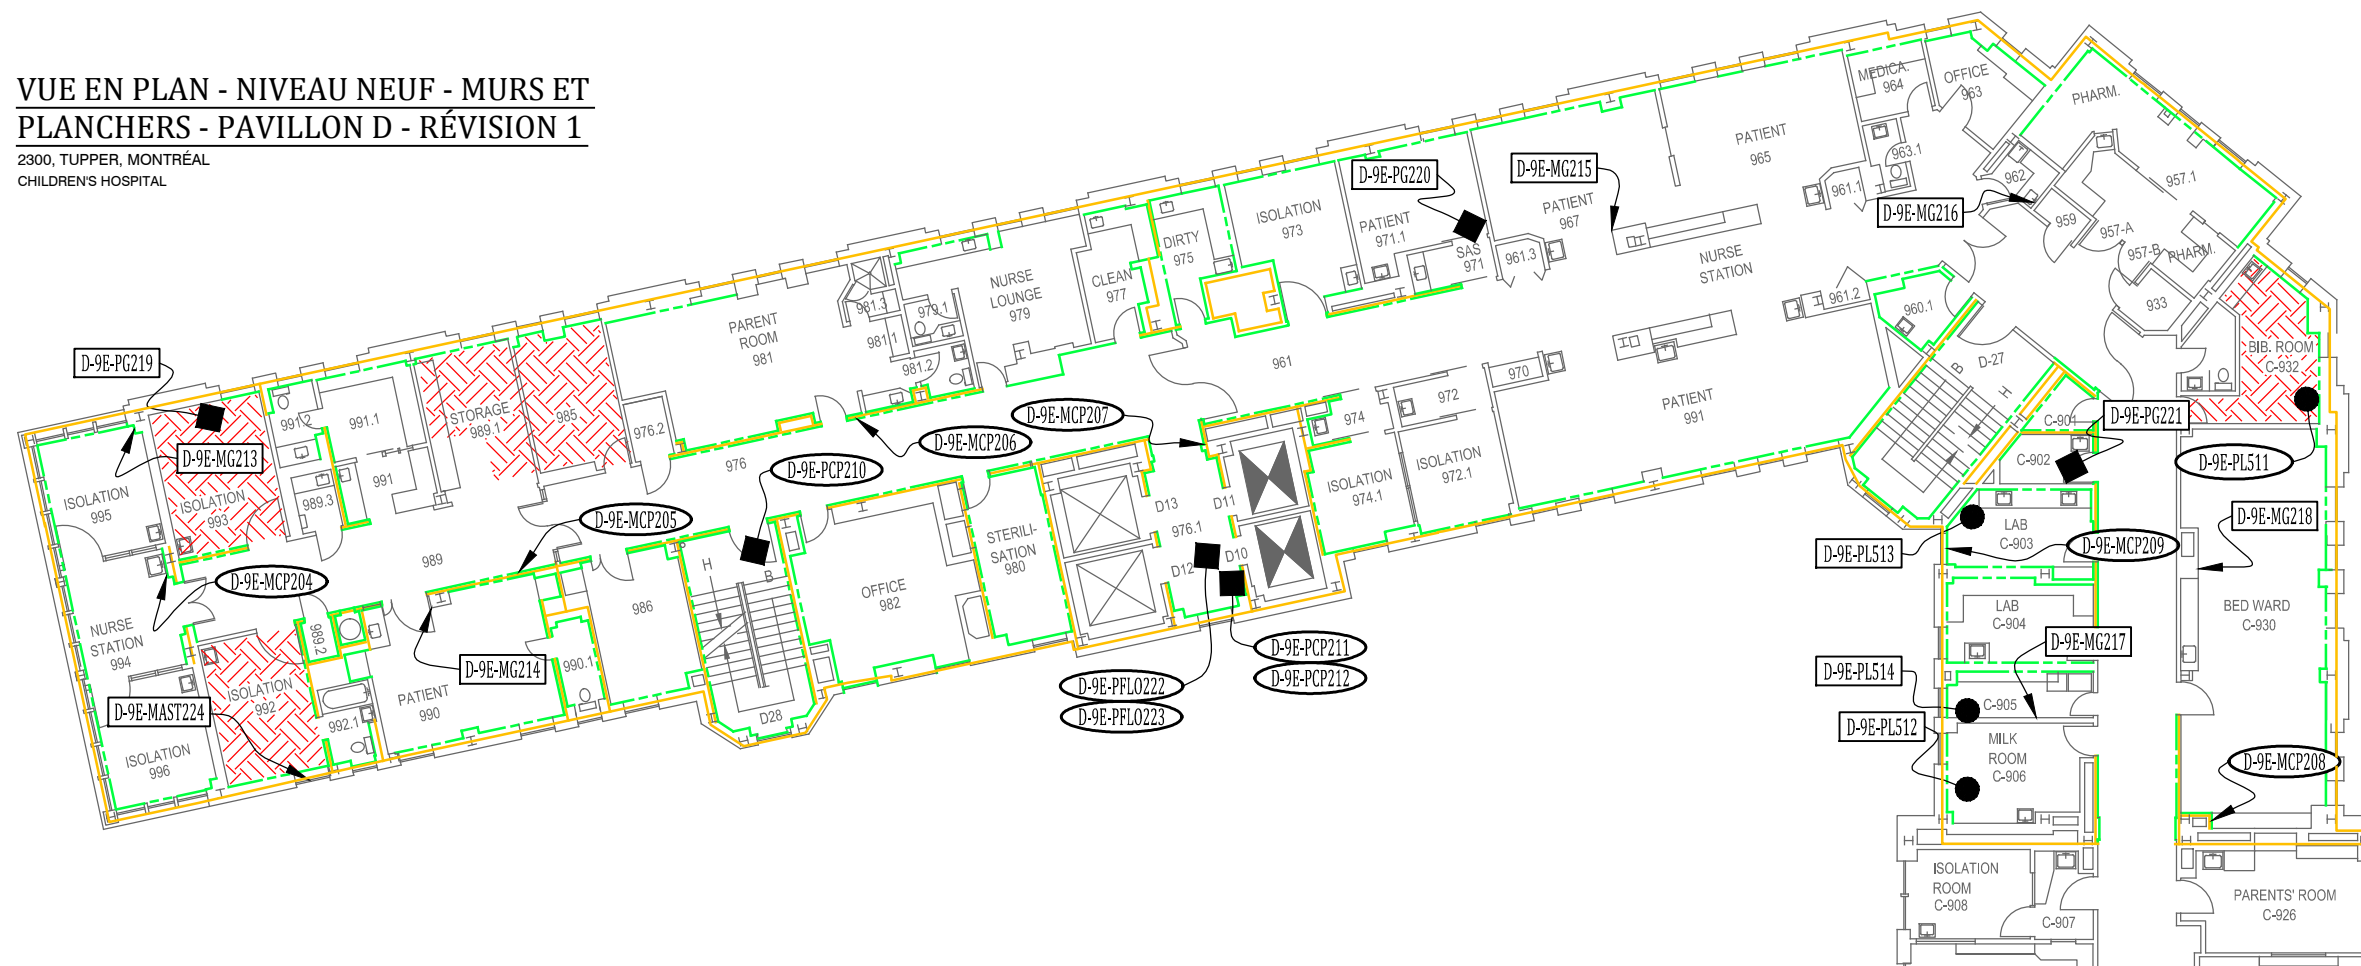 VUE EN PLAN - NIVEAU NEUF - MURS ET
PLANCHERS - PAVILLON D - RÉVISION 1
2300, TUPPER, MONTRÉAL
CHILDREN'S HOSPITAL
MEDICA.
964
OFFICE
963
PHARM.
963.1
962
957.1
959
957-A
957-B
PHARM.
933
961.1
D-9E-MG216
PATIENT
965
D-9E-MG215
D-9E-PG220
PATIENT
967
ISOLATION
973
PATIENT
971.1
SAS
971
961.3
NURSE
STATION
961.2
960.1
DIRTY
975
CLEAN
977
NURSE
LOUNGE
979
979.1
981.3
981.1
981.2
PARENT
ROOM
981
961
970
972
974
PATIENT
991
D-27
B
H
BIB. ROOM
C-932
C-901
D-9E-PG221
C-902
D-9E-PL511
D-9E-PG219
D-9E-MG213
991.2
991.1
STORAGE
989.1
985
976.2
976
D-9E-MCP207
D-9E-MCP206
D-9E-PCP210
D-9E-MCP205
ISOLATION
995
ISOLATION
993
989.3
991
989
D-9E-MCP204
D13
D11
976.1
D12
D10
ISOLATION
974.1
ISOLATION
972.1
STERILI-
SATION
980
H
B
OFFICE
982
986
LAB
C-903
D-9E-MG218
D-9E-PL513
D-9E-MCP209
LAB
C-904
BED WARD
C-930
NURSE
STATION
994
989.2
ISOLATION
992
D-9E-MG214
990.1
PATIENT
990
992.1
D-9E-MAST224
ISOLATION
996
D28
D-9E-PCP211
D-9E-PCP212
D-9E-PFLO222
D-9E-PFLO223
D-9E-MG217
D-9E-PL514
C-905
D-9E-PL512
MILK
ROOM
C-906
D-9E-MCP208
ISOLATION
ROOM
C-908
C-907
PARENTS' ROOM
C-926